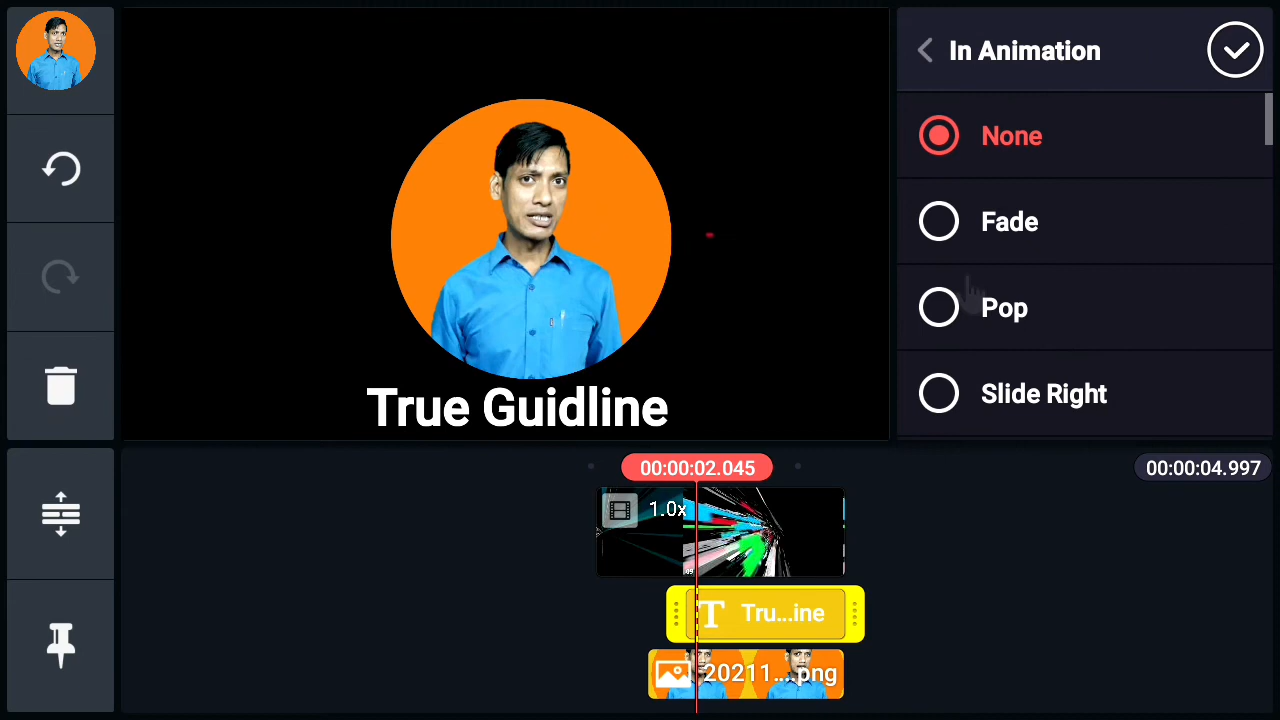 In Animation
None
Fade
Pop
Slide Right
True Guidline
00:00:02.045
00:00:04.997
1.0x
T Tru...ine
20211....png